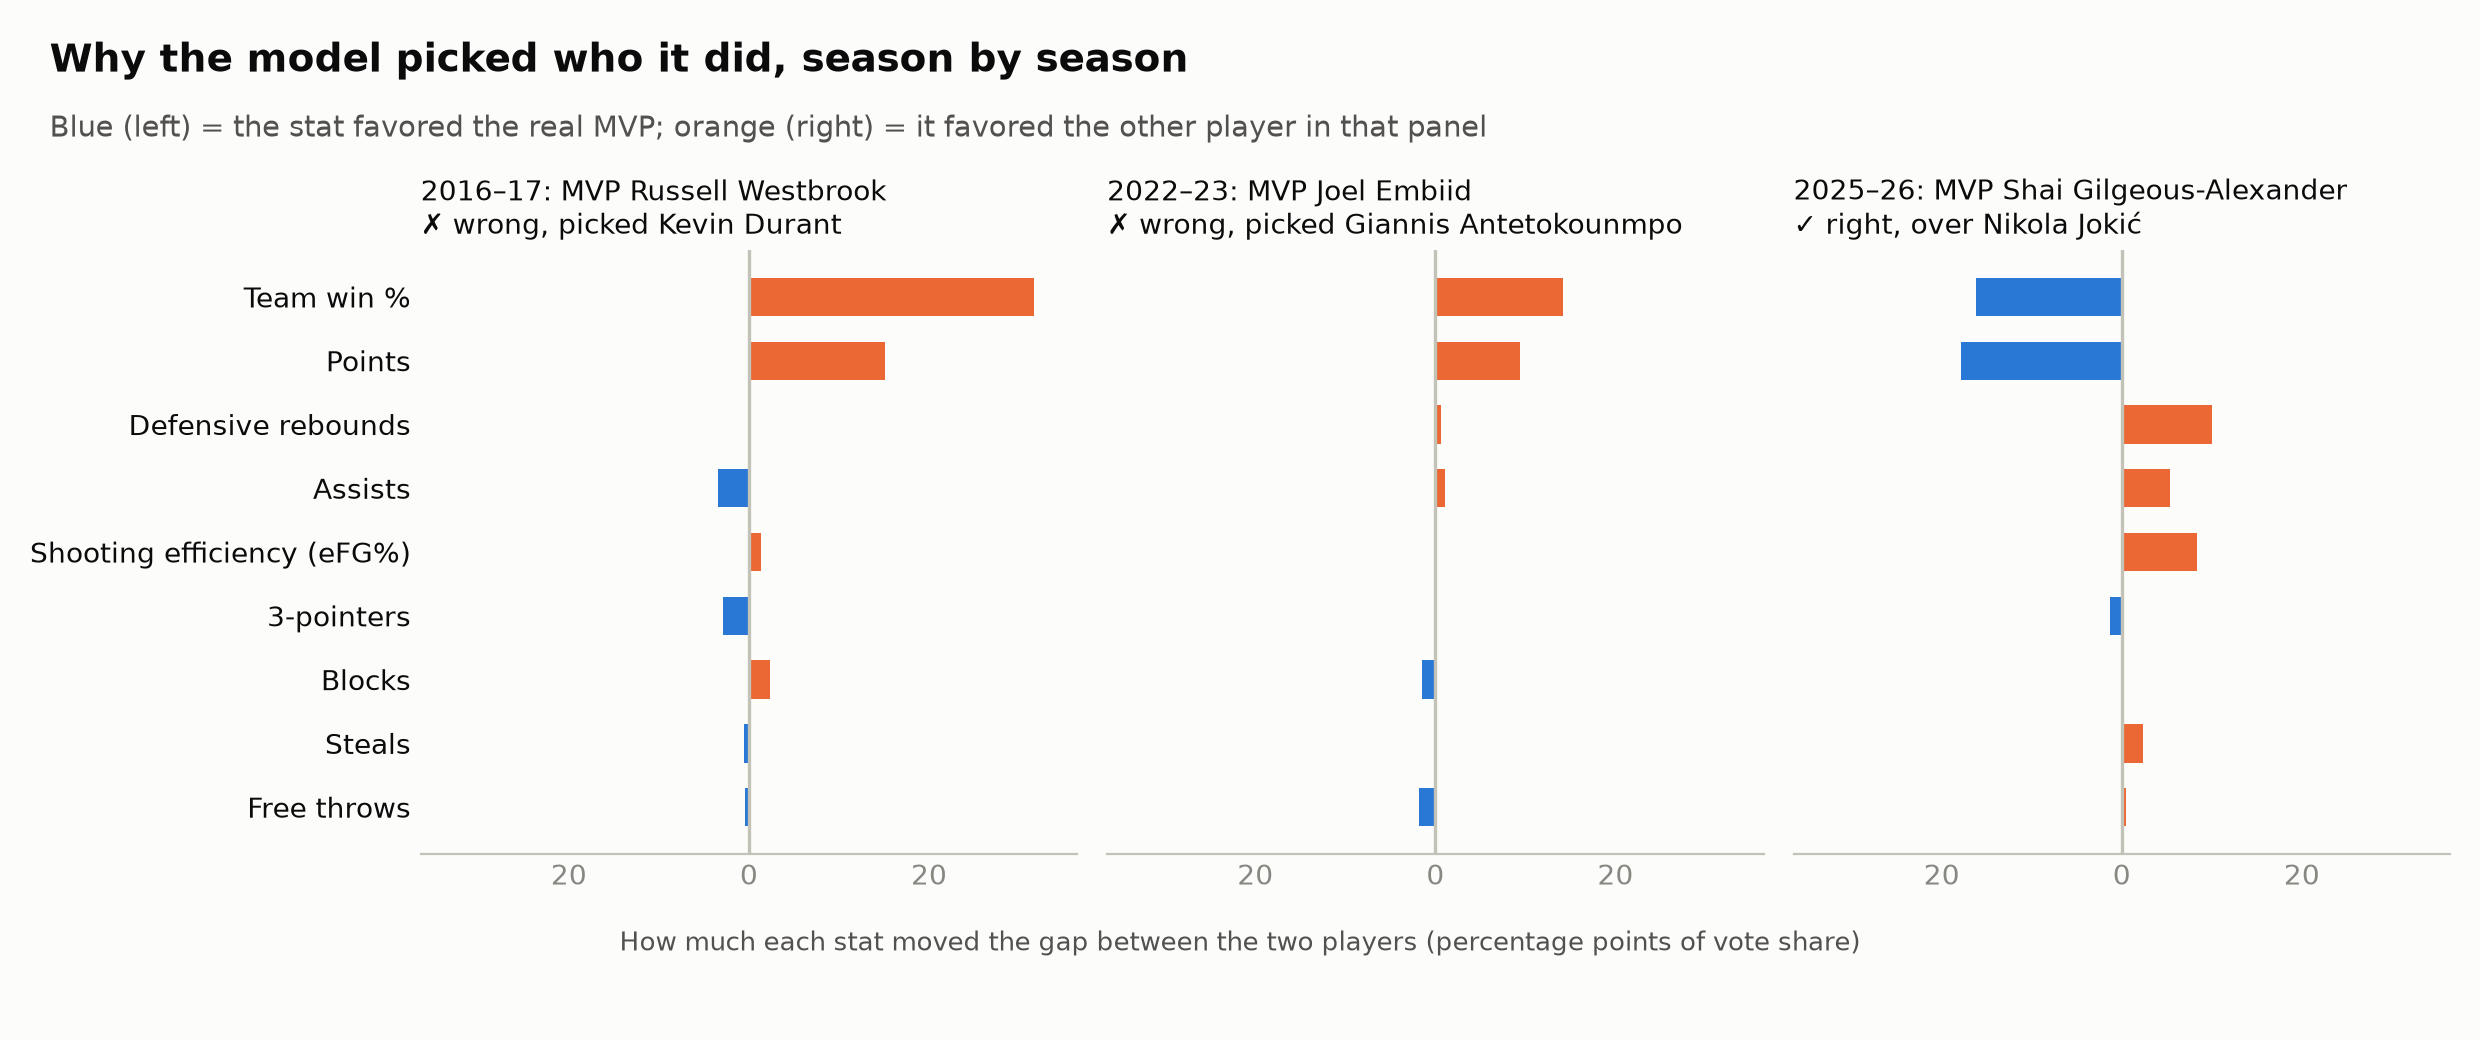 Why the model picked who it did, season by season
Blue (left) = the stat favored the real MVP; orange (right) = it favored the other player in that panel
2016–17: MVP Russell Westbrook
✗ wrong, picked Kevin Durant
2022–23: MVP Joel Embiid
✗ wrong, picked Giannis Antetokounmpo
2025–26: MVP Shai Gilgeous-Alexander
✓ right, over Nikola Jokić
Team win %
Points
Defensive rebounds
Assists
Shooting efficiency (eFG%)
3-pointers
Blocks
Steals
Free throws
20 0 20
20 0 20
20 0 20
How much each stat moved the gap between the two players (percentage points of vote share)